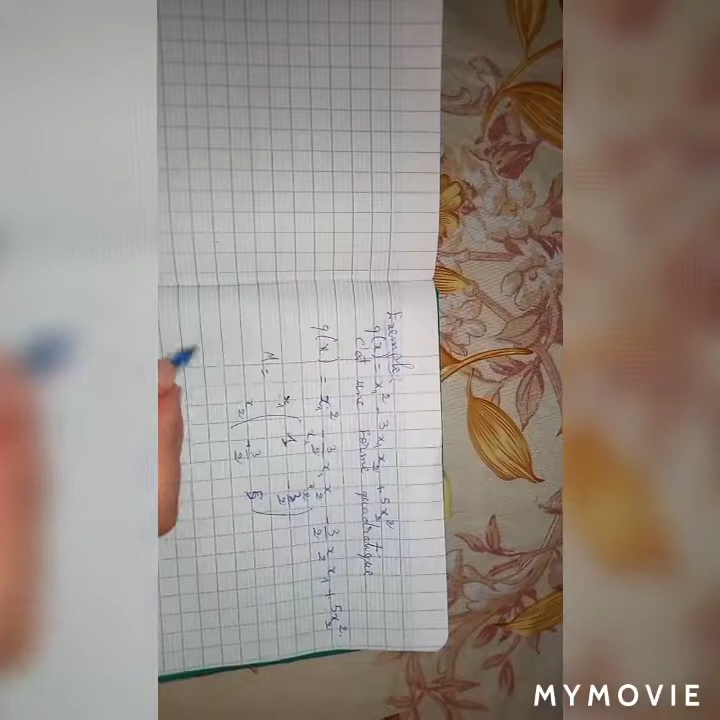 Exemple:
q(x) = x₁² - 3x₁x₂ + 5x₂²
est une forme quadratique
q(x) = x₁² - 3/2 x₁x₂ - 3/2 x₂x₁ + 5x₂²
x₁ x₂
M = x₁ ( 1 -3/2 )
x₂ ( -3/2 5 )
MYMOVIE